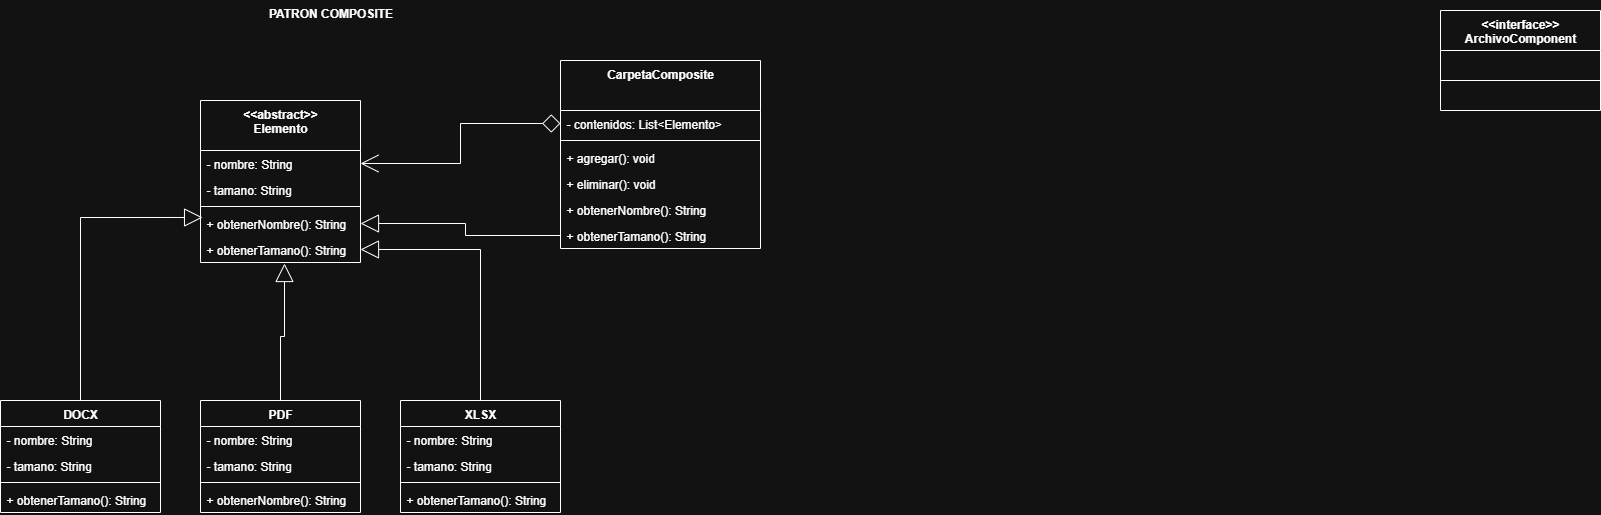 PATRON COMPOSITE
<<interface>>
ArchivoComponent
CarpetaComposite
- contenidos: List<Elemento>
+ agregar(): void
+ eliminar(): void
+ obtenerNombre(): String
+ obtenerTamano(): String
<<abstract>>
Elemento
- nombre: String
- tamano: String
+ obtenerNombre(): String
+ obtenerTamano(): String
DOCX
- nombre: String
- tamano: String
+ obtenerTamano(): String
PDF
- nombre: String
- tamano: String
+ obtenerNombre(): String
XLSX
- nombre: String
- tamano: String
+ obtenerTamano(): String